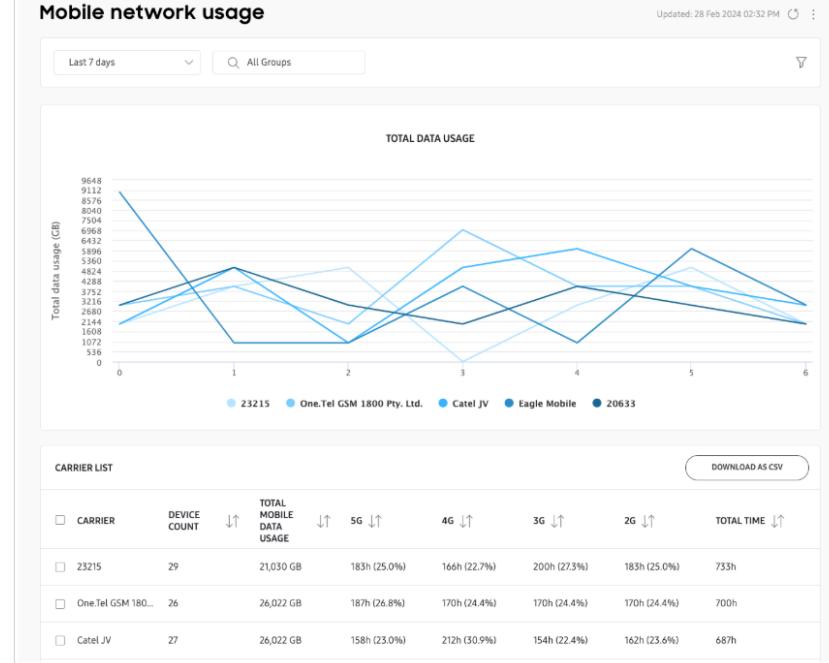 Mobile network usage
Updated: 28 Feb 2024 02:32 PM
Last 7 days
All Groups
TOTAL DATA USAGE
Total data usage (GB)
9648
9112
8576
8040
7504
6968
6432
5896
5360
4824
4288
3752
3216
2680
2144
1608
1072
536
0
0 1 2 3 4 5 6
23215 One.Tel GSM 1800 Pty. Ltd. Catel JV Eagle Mobile 20633
CARRIER LIST
DOWNLOAD AS CSV
CARRIER DEVICE COUNT TOTAL MOBILE DATA USAGE 5G 4G 3G 2G TOTAL TIME
23215 29 21,030 GB 183h (25.0%) 166h (22.7%) 200h (27.3%) 183h (25.0%) 733h
One.Tel GSM 180... 26 26,022 GB 187h (26.8%) 170h (24.4%) 170h (24.4%) 170h (24.4%) 700h
Catel JV 27 26,022 GB 158h (23.0%) 212h (30.9%) 154h (22.4%) 162h (23.6%) 687h